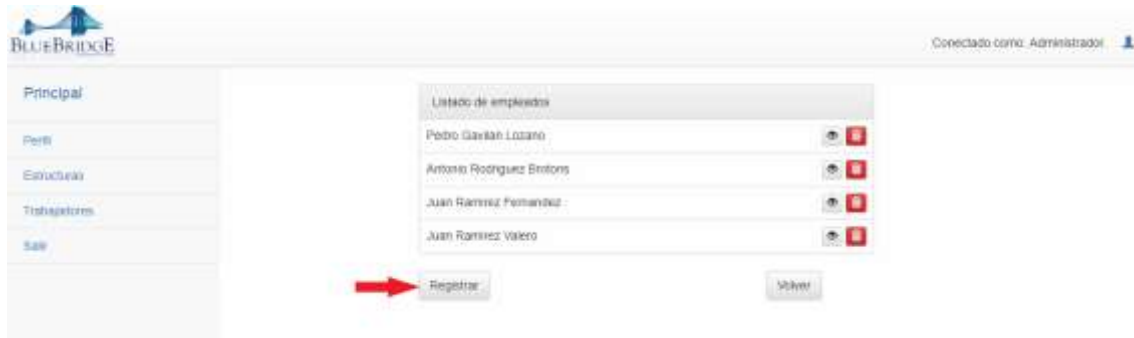 BLUEBRIDGE
Conectado como: Administrador
Principal
Perfil
Estructuras
Trabajadores
Salir
Listado de empleados
Pedro Gavilan Lozano
Antonio Rodriguez Brotons
Juan Ramirez Fernandez
Juan Ramirez Valero
Registrar
Volver